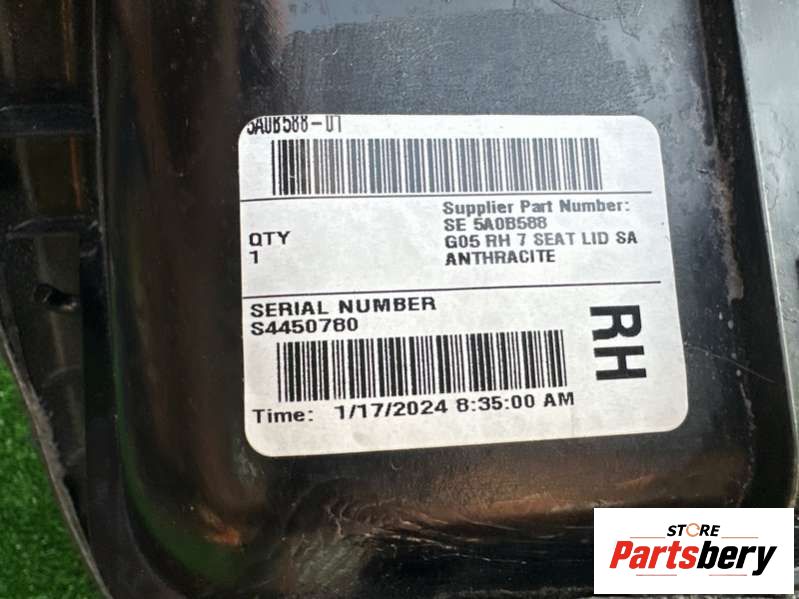 5A0B588-01
QTY
1
Supplier Part Number:
SE 5A0B588
G05 RH 7 SEAT LID SA
ANTHRACITE
SERIAL NUMBER
S4450780
RH
Time: 1/17/2024 8:35:00 AM
STORE
Partsbery